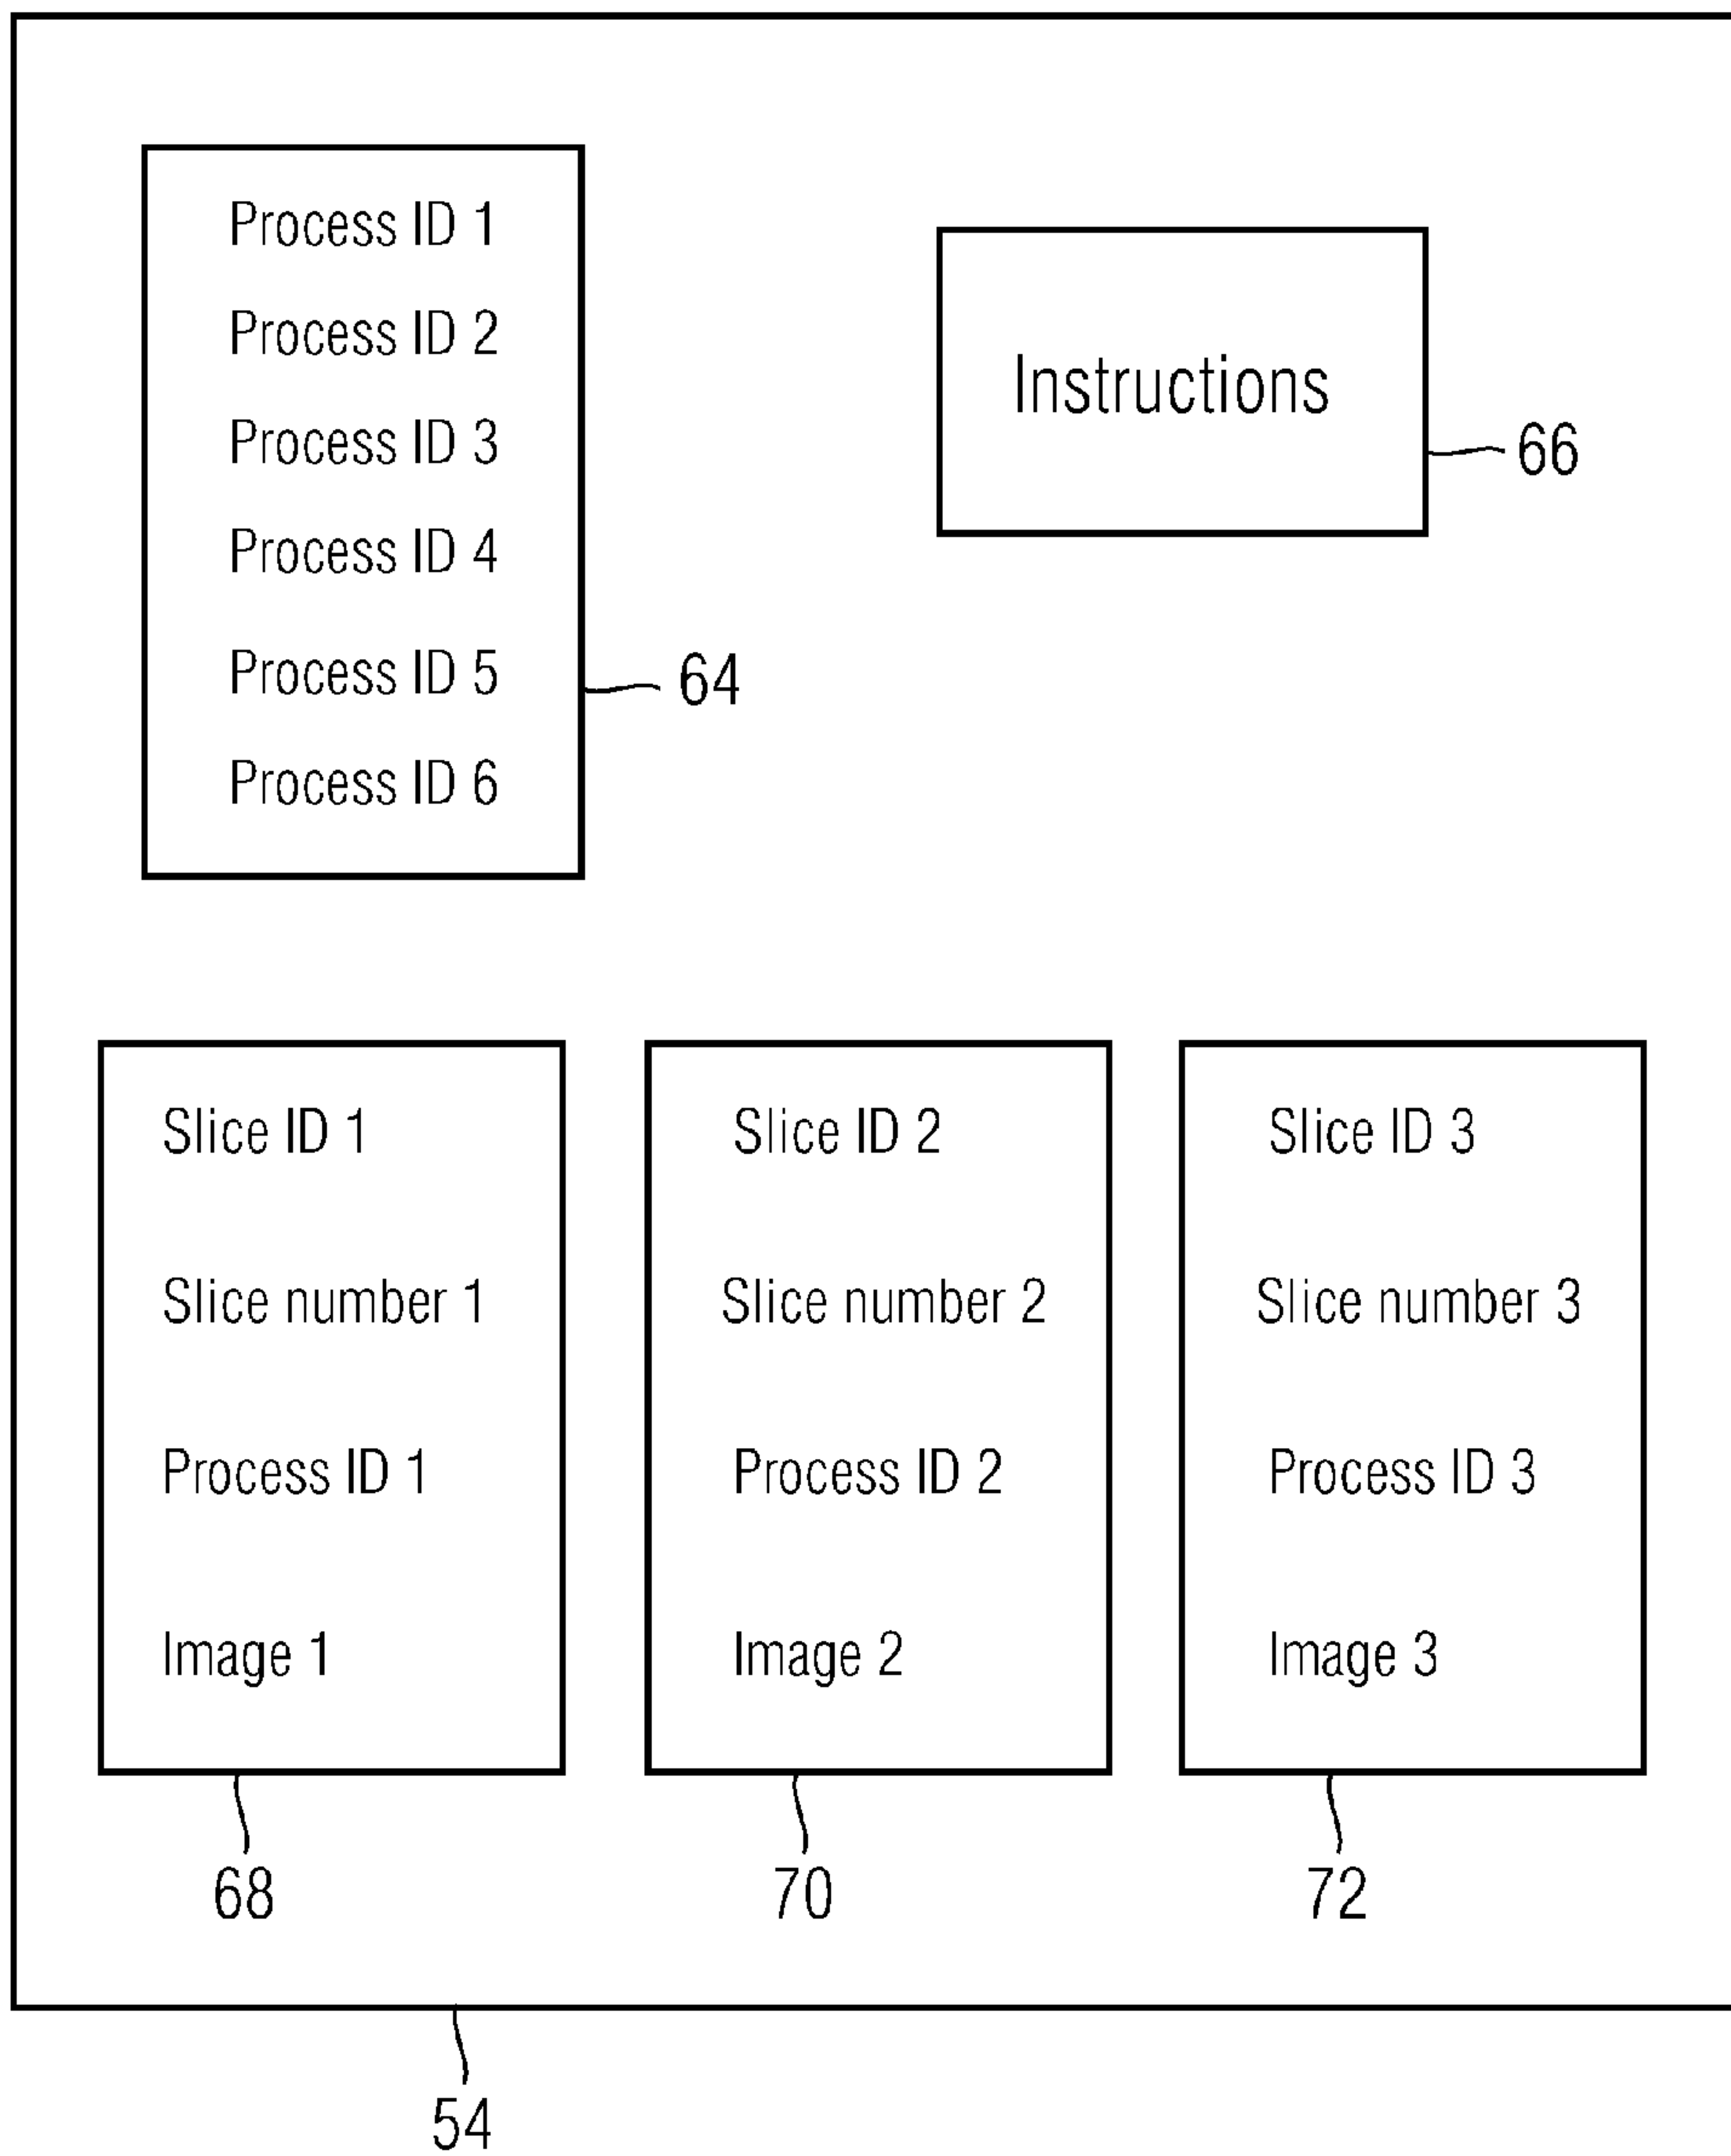 Process ID 1
Process ID 2
Process ID 3
Process ID 4
Process ID 5
Process ID 6
64
Instructions
66
Slice ID 1
Slice number 1
Process ID 1
Image 1
68
Slice ID 2
Slice number 2
Process ID 2
Image 2
70
Slice ID 3
Slice number 3
Process ID 3
Image 3
72
54